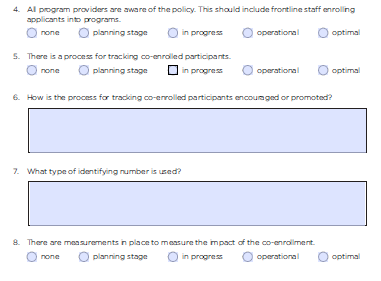 4. All program providers are aware of the policy. This should include frontline staff enrolling
applicants into programs.
none planning stage in progress operational optimal
5. There is a process for tracking co-enrolled participants.
none planning stage in progress operational optimal
6. How is the process for tracking co-enrolled participants encouraged or promoted?
7. What type of identifying number is used?
8. There are measurements in place to measure the impact of the co-enrollment.
none planning stage in progress operational optimal